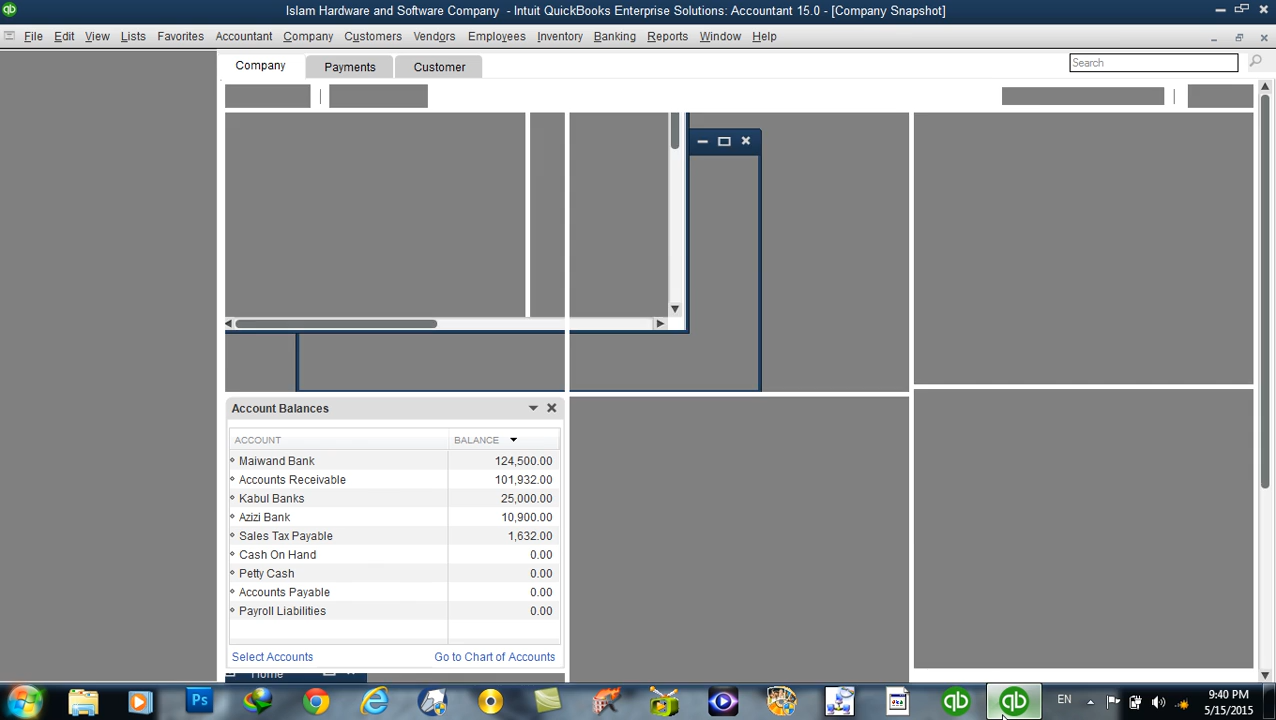 Islam Hardware and Software Company - Intuit QuickBooks Enterprise Solutions: Accountant 15.0 - [Company Snapshot]
File Edit View Lists Favorites Accountant Company Customers Vendors Employees Inventory Banking Reports Window Help
Company Payments Customer Search
Account Balances
ACCOUNT BALANCE
Maiwand Bank 124,500.00
Accounts Receivable 101,932.00
Kabul Banks 25,000.00
Azizi Bank 10,900.00
Sales Tax Payable 1,632.00
Cash On Hand 0.00
Petty Cash 0.00
Accounts Payable 0.00
Payroll Liabilities 0.00
Select Accounts Go to Chart of Accounts
Home
Ps qb qb EN 9:40 PM
5/15/2015